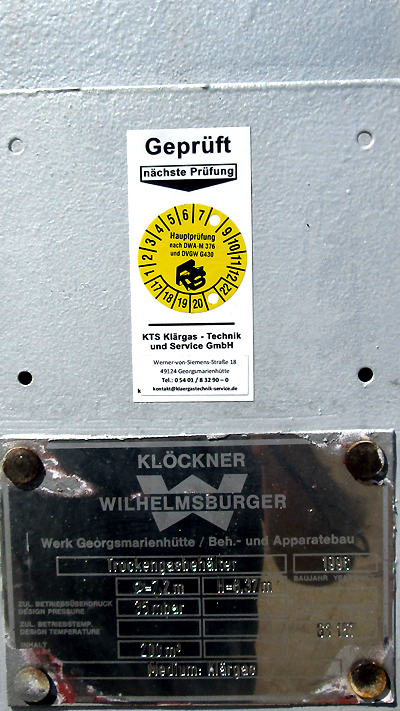 Geprüft
nächste Prüfung
1 2 3 4 5 6 7 9 10 11 12
Hauptprüfung
nach DWA-M 376
und DVGW G430
17 18 19 20 22
KTS Klärgas - Technik
und Service GmbH
Werner-von-Siemens-Straße 18
49124 Georgsmarienhütte
Tel.: 0 54 01 / 8 32 90 – 0
k kontakt@klaergastechnik-service.de
KLÖCKNER
WILHELMSBURGER
Werk Georgsmarienhütte / Beh.- und Apparatebau
Trockengasbehälter
BAUJAHR YEAR
ZUL. BETRIEBSÜBERDRUCK
DESIGN PRESSURE
35mbar
ZUL. BETRIEBSTEMP.
DESIGN TEMPERATURE
INHALT
Medium: Klärgas